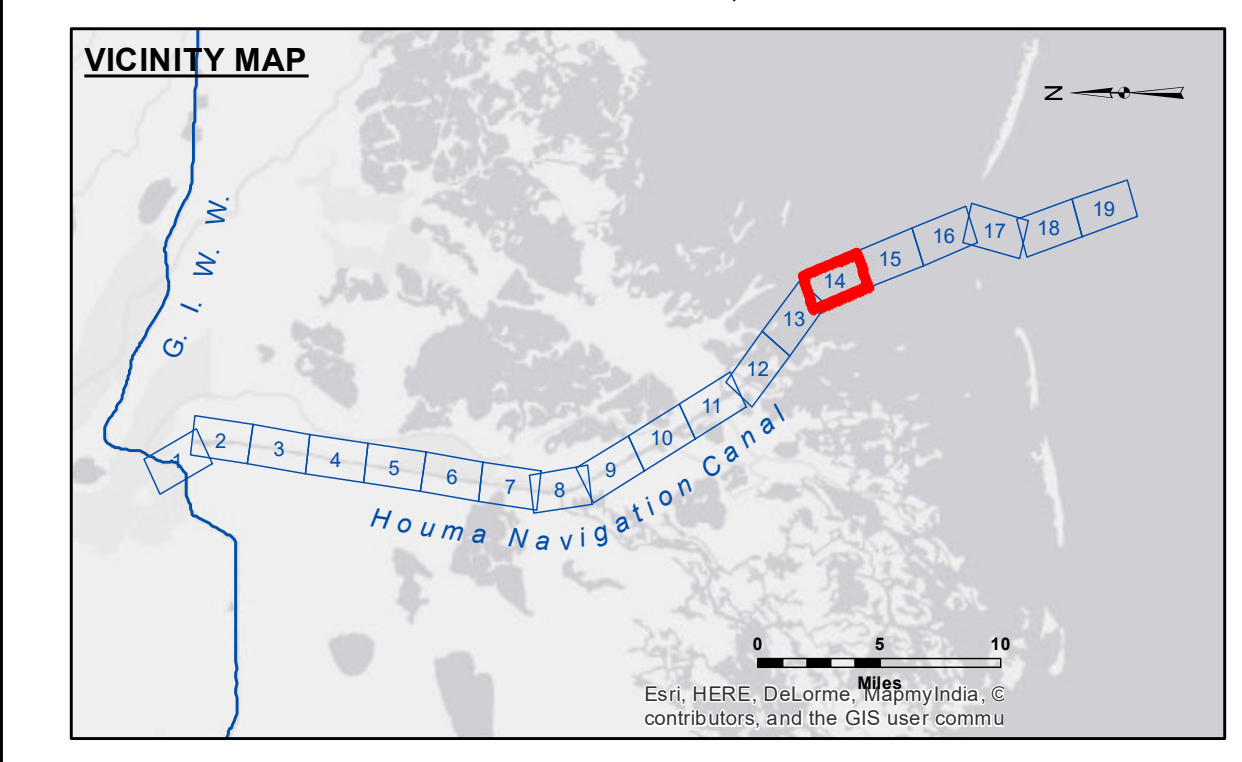 VICINITY MAP
N
G. I. W. W.
1
2
3
4
5
6
7
8
9
10
11
12
13
14
15
16
17
18
19
Houma Navigation Canal
0 5 10
Miles
Esri, HERE, DeLorme, MapmyIndia, ©
contributors, and the GIS user commu